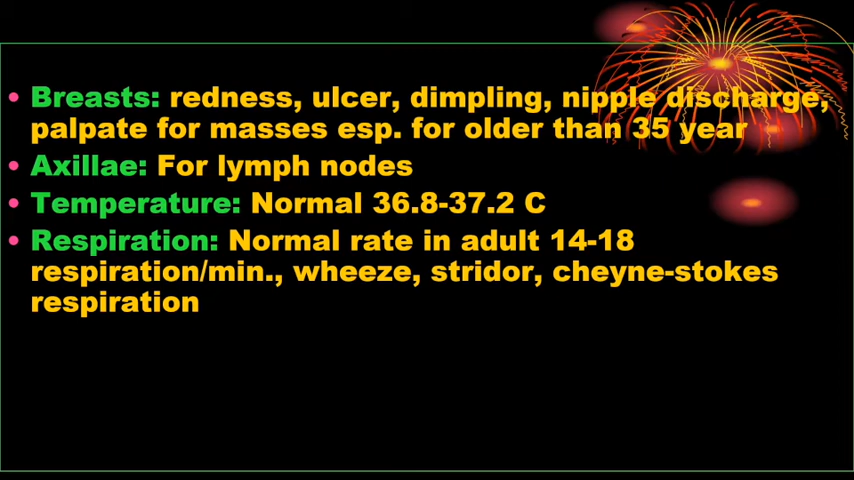 • Breasts: redness, ulcer, dimpling, nipple discharge,
palpate for masses esp. for older than 35 year
• Axillae: For lymph nodes
• Temperature: Normal 36.8-37.2 C
• Respiration: Normal rate in adult 14-18
respiration/min., wheeze, stridor, cheyne-stokes
respiration